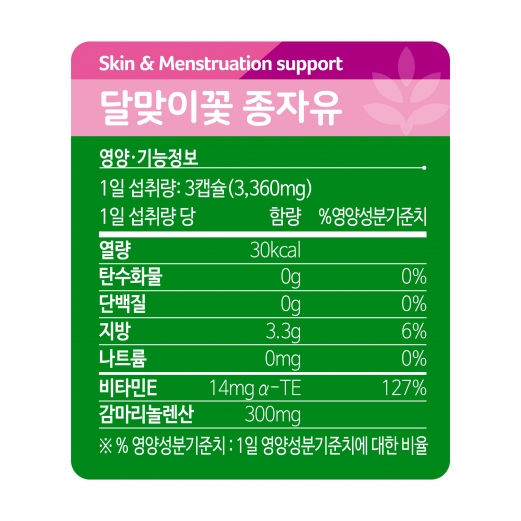 Skin & Menstruation support
달맞이꽃 종자유
영양·기능정보
1일 섭취량: 3캡슐(3,360mg)
1일 섭취량 당 함량 %영양성분기준치
열량 30kcal
탄수화물 0g 0%
단백질 0g 0%
지방 3.3g 6%
나트륨 0mg 0%
비타민E 14mg α-TE 127%
감마리놀렌산 300mg
※ % 영양성분기준치 : 1일 영양성분기준치에 대한 비율